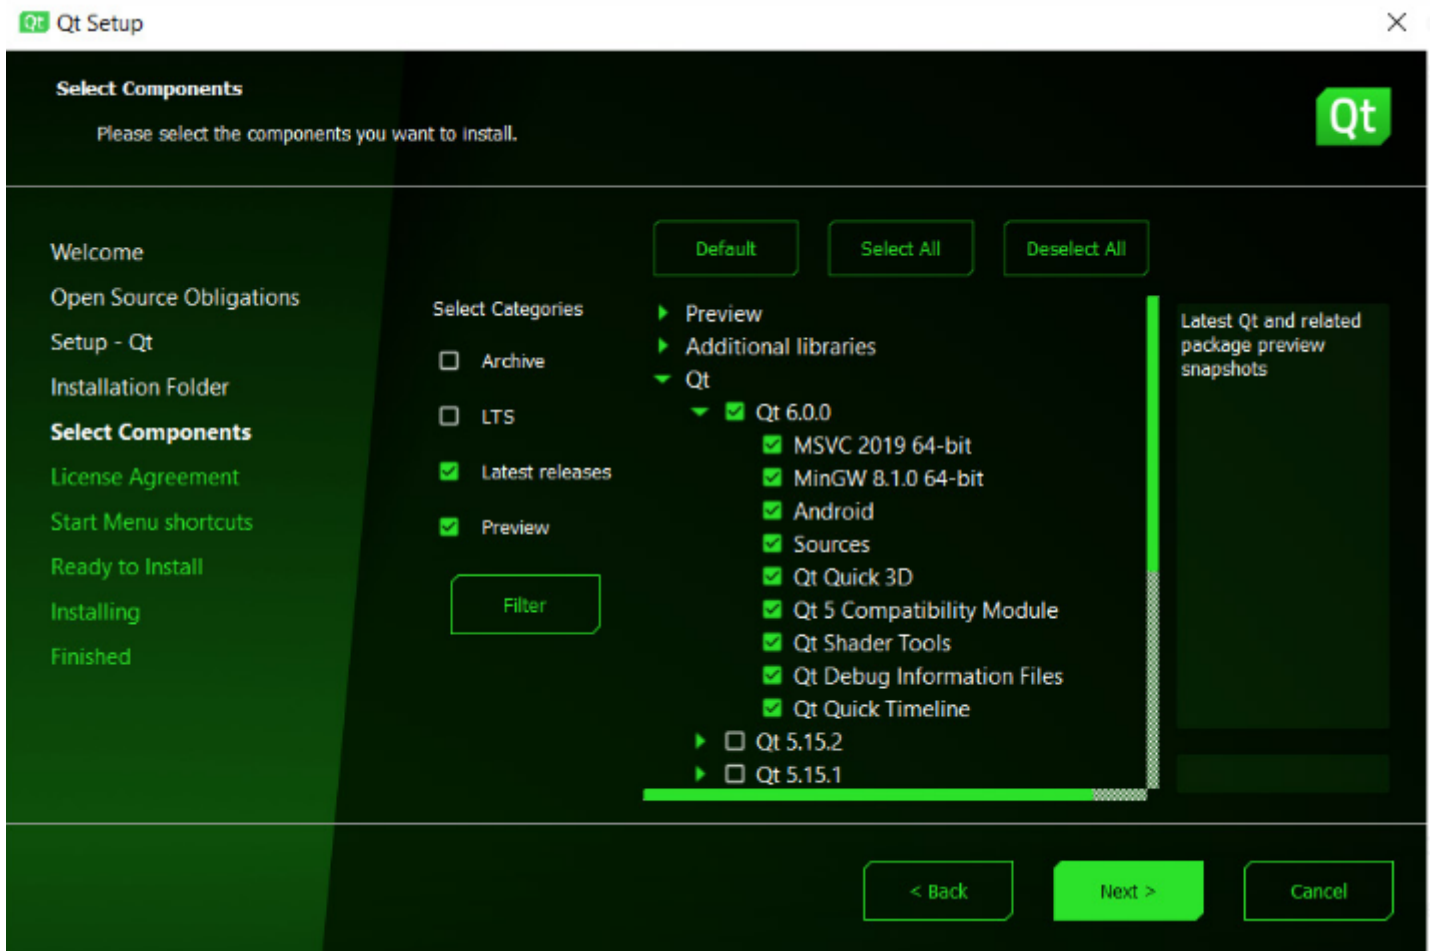 Qt Qt Setup
Select Components
Please select the components you want to install.
Qt
Welcome
Open Source Obligations
Setup - Qt
Installation Folder
Select Components
License Agreement
Start Menu shortcuts
Ready to Install
Installing
Finished
Select Categories
Archive
LTS
Latest releases
Preview
Filter
Default Select All Deselect All
Preview
Additional libraries
Qt
Qt 6.0.0
MSVC 2019 64-bit
MinGW 8.1.0 64-bit
Android
Sources
Qt Quick 3D
Qt 5 Compatibility Module
Qt Shader Tools
Qt Debug Information Files
Qt Quick Timeline
Qt 5.15.2
Qt 5.15.1
Latest Qt and related
package preview
snapshots
< Back Next > Cancel